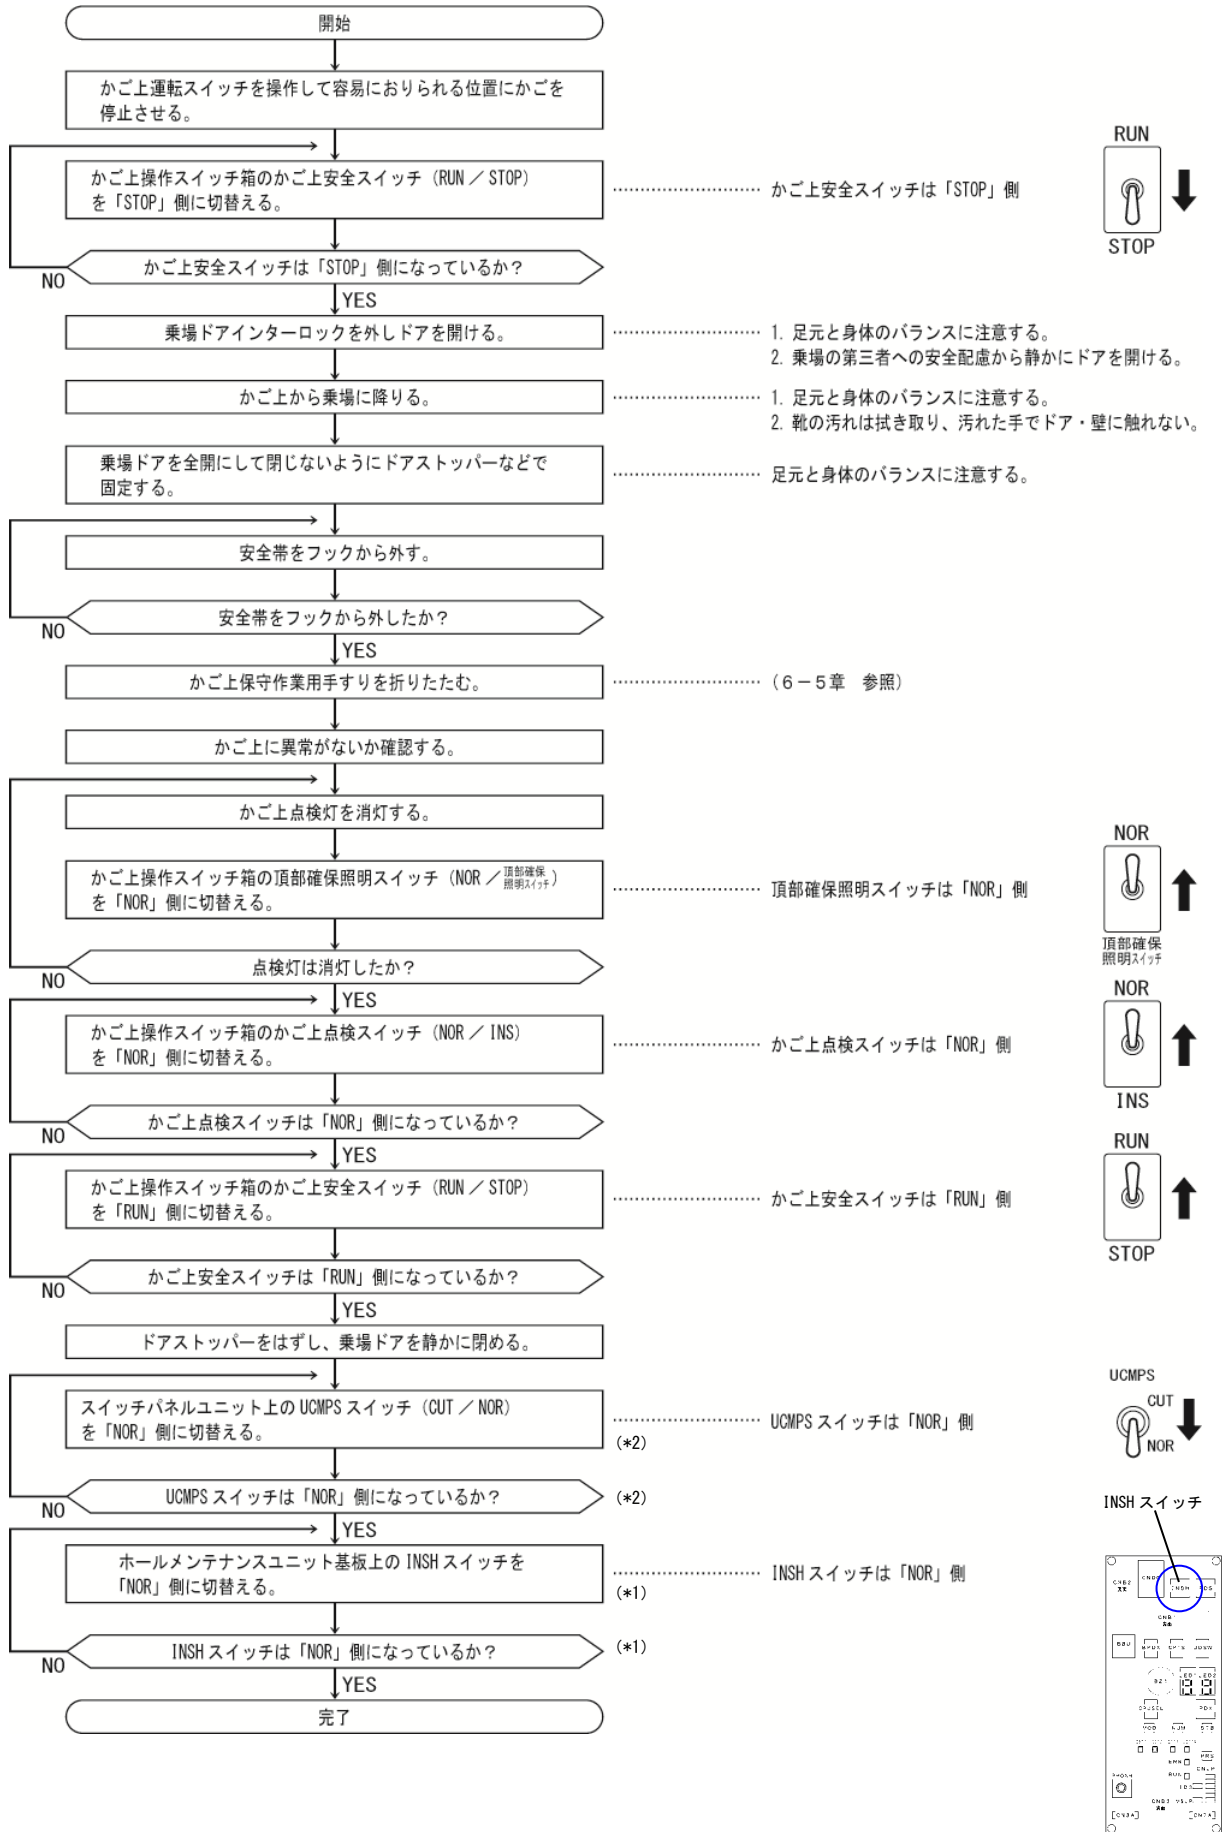 開始
かご上運転スイッチを操作して容易におりられる位置にかごを
停止させる。
かご上操作スイッチ箱のかご上安全スイッチ（RUN／STOP）
を「STOP」側に切替える。
かご上安全スイッチは「STOP」側
RUN
STOP
かご上安全スイッチは「STOP」側になっているか？
NO
YES
乗場ドアインターロックを外しドアを開ける。
1. 足元と身体のバランスに注意する。
2. 乗場の第三者への安全配慮から静かにドアを開ける。
かご上から乗場に降りる。
1. 足元と身体のバランスに注意する。
2. 靴の汚れは拭き取り、汚れた手でドア・壁に触れない。
乗場ドアを全開にして閉じないようにドアストッパーなどで
固定する。
足元と身体のバランスに注意する。
安全帯をフックから外す。
安全帯をフックから外したか？
NO
YES
かご上保守作業用手すりを折りたたむ。
（６－５章　参照）
かご上に異常がないか確認する。
かご上点検灯を消灯する。
かご上操作スイッチ箱の頂部確保照明スイッチ（NOR／頂部確保照明スイッチ）
を「NOR」側に切替える。
頂部確保照明スイッチは「NOR」側
NOR
頂部確保
照明スイッチ
点検灯は消灯したか？
NO
YES
かご上操作スイッチ箱のかご上点検スイッチ（NOR／INS）
を「NOR」側に切替える。
かご上点検スイッチは「NOR」側
NOR
INS
かご上点検スイッチは「NOR」側になっているか？
NO
YES
かご上操作スイッチ箱のかご上安全スイッチ（RUN／STOP）
を「RUN」側に切替える。
かご上安全スイッチは「RUN」側
RUN
STOP
かご上安全スイッチは「RUN」側になっているか？
NO
YES
ドアストッパーをはずし、乗場ドアを静かに閉める。
スイッチパネルユニット上のUCMPSスイッチ（CUT／NOR）
を「NOR」側に切替える。
(*2)
UCMPSスイッチは「NOR」側
UCMPS
CUT
NOR
UCMPSスイッチは「NOR」側になっているか？
(*2)
NO
YES
ホールメンテナンスユニット基板上のINSHスイッチを
「NOR」側に切替える。
(*1)
INSHスイッチは「NOR」側
INSHスイッチ
INSHスイッチは「NOR」側になっているか？
(*1)
NO
YES
完了